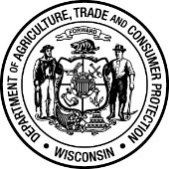 DEPARTMENT OF AGRICULTURE, TRADE AND CONSUMER PROTECTION
• WISCONSIN •
FORWARD